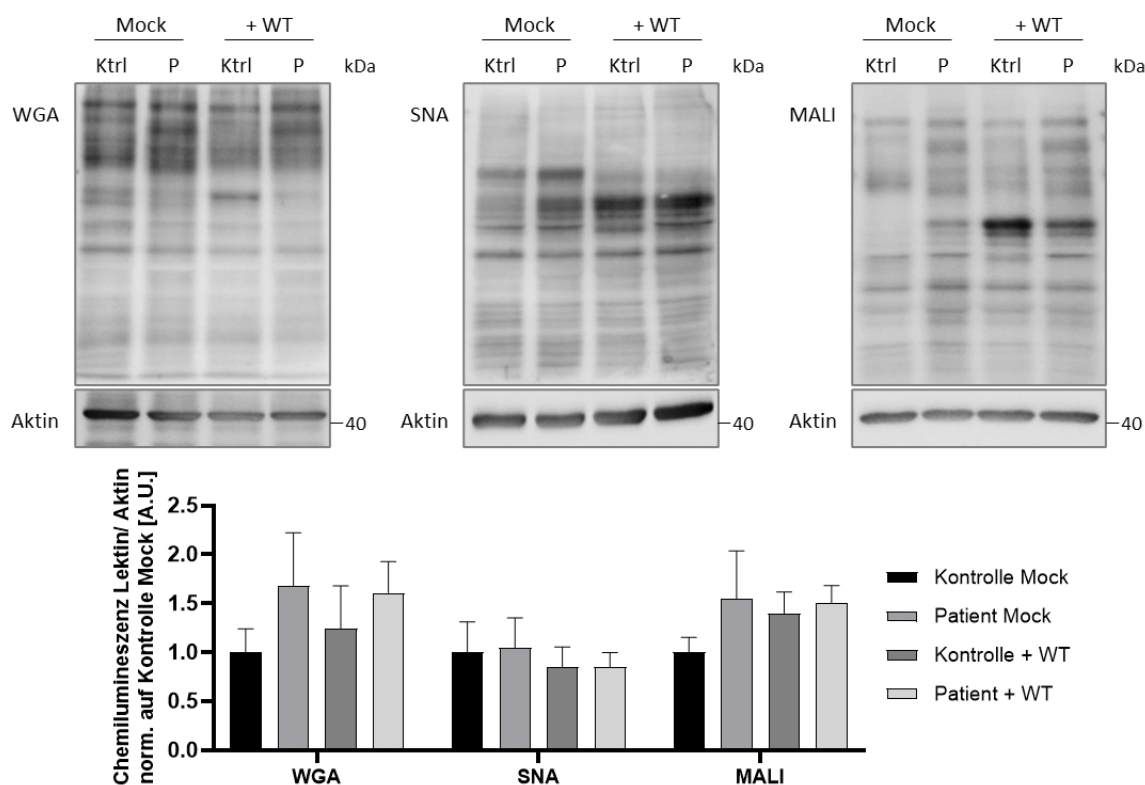 Mock + WT Mock + WT Mock + WT
Ktrl P Ktrl P kDa Ktrl P Ktrl P kDa Ktrl P Ktrl P kDa
WGA SNA MALI
Aktin 40 Aktin 40 Aktin 40
Chemilumineszenz Lektin/ Aktin
norm. auf Kontrolle Mock [A.U.]
2.5
2.0
1.5
1.0
0.5
0.0
WGA SNA MALI
Kontrolle Mock
Patient Mock
Kontrolle + WT
Patient + WT